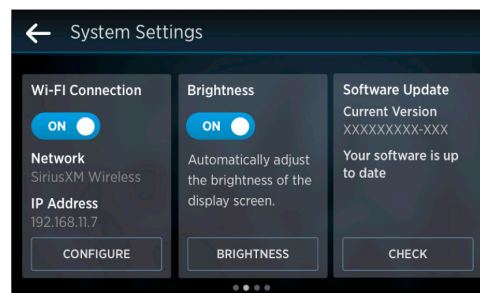 System Settings
Wi-FI Connection
ON
Network
SiriusXM Wireless
IP Address
192.168.11.7
CONFIGURE
Brightness
ON
Automatically adjust
the brightness of the
display screen.
BRIGHTNESS
Software Update
Current Version
XXXXXXXXX-XXX
Your software is up
to date
CHECK